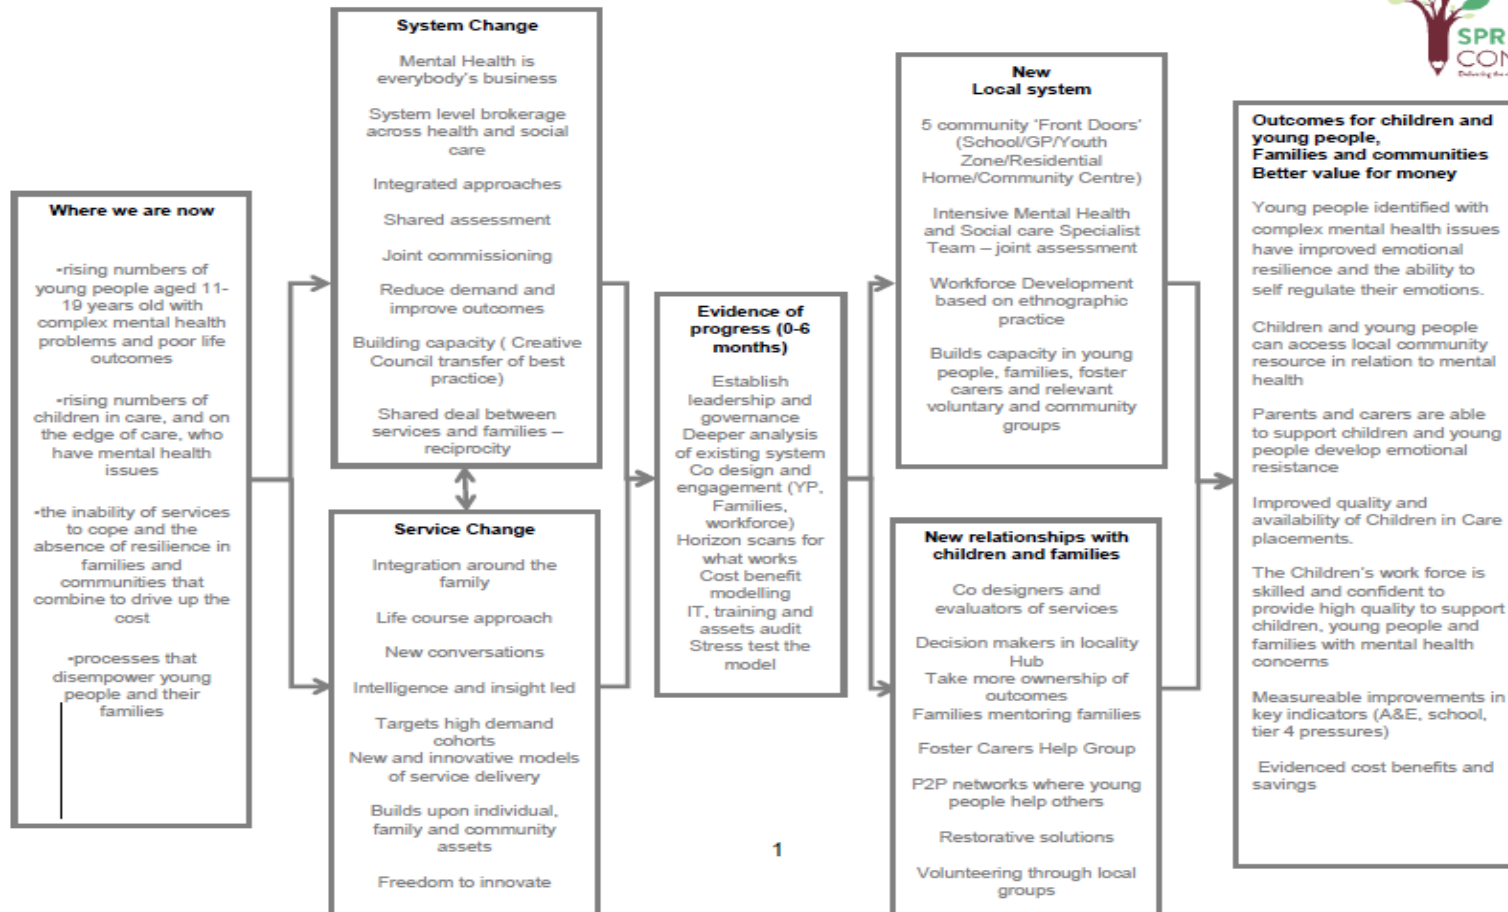 System Change
Mental Health is
everybody's business
System level brokerage
across health and social
care
Integrated approaches
Shared assessment
Joint commissioning
Reduce demand and
improve outcomes
Building capacity ( Creative
Council transfer of best
practice)
Shared deal between
services and families –
reciprocity
SPR
CON
New
Local system
5 community 'Front Doors'
(School/GP/Youth
Zone/Residential
Home/Community Centre)
Intensive Mental Health
and Social care Specialist
Team – joint assessment
Workforce Development
based on ethnographic
practice
Builds capacity in young
people, families, foster
carers and relevant
voluntary and community
groups
Where we are now
•rising numbers of
young people aged 11-
19 years old with
complex mental health
problems and poor life
outcomes
•rising numbers of
children in care, and on
the edge of care, who
have mental health
issues
•the inability of services
to cope and the
absence of resilience in
families and
communities that
combine to drive up the
cost
•processes that
disempower young
people and their
families
Evidence of
progress (0-6
months)
Establish
leadership and
governance
Deeper analysis
of existing system
Co design and
engagement (YP,
Families,
workforce)
Horizon scans for
what works
Cost benefit
modelling
IT, training and
assets audit
Stress test the
model
Service Change
Integration around the
family
Life course approach
New conversations
Intelligence and insight led
Targets high demand
cohorts
New and innovative models
of service delivery
Builds upon individual,
family and community
assets
Freedom to innovate
New relationships with
children and families
Co designers and
evaluators of services
Decision makers in locality
Hub
Take more ownership of
outcomes
Families mentoring families
Foster Carers Help Group
P2P networks where young
people help others
Restorative solutions
Volunteering through local
groups
Outcomes for children and
young people,
Families and communities
Better value for money
Young people identified with
complex mental health issues
have improved emotional
resilience and the ability to
self regulate their emotions.
Children and young people
can access local community
resource in relation to mental
health
Parents and carers are able
to support children and young
people develop emotional
resistance
Improved quality and
availability of Children in Care
placements.
The Children's work force is
skilled and confident to
provide high quality to support
children, young people and
families with mental health
concerns
Measureable improvements in
key indicators (A&E, school,
tier 4 pressures)
Evidenced cost benefits and
savings
1